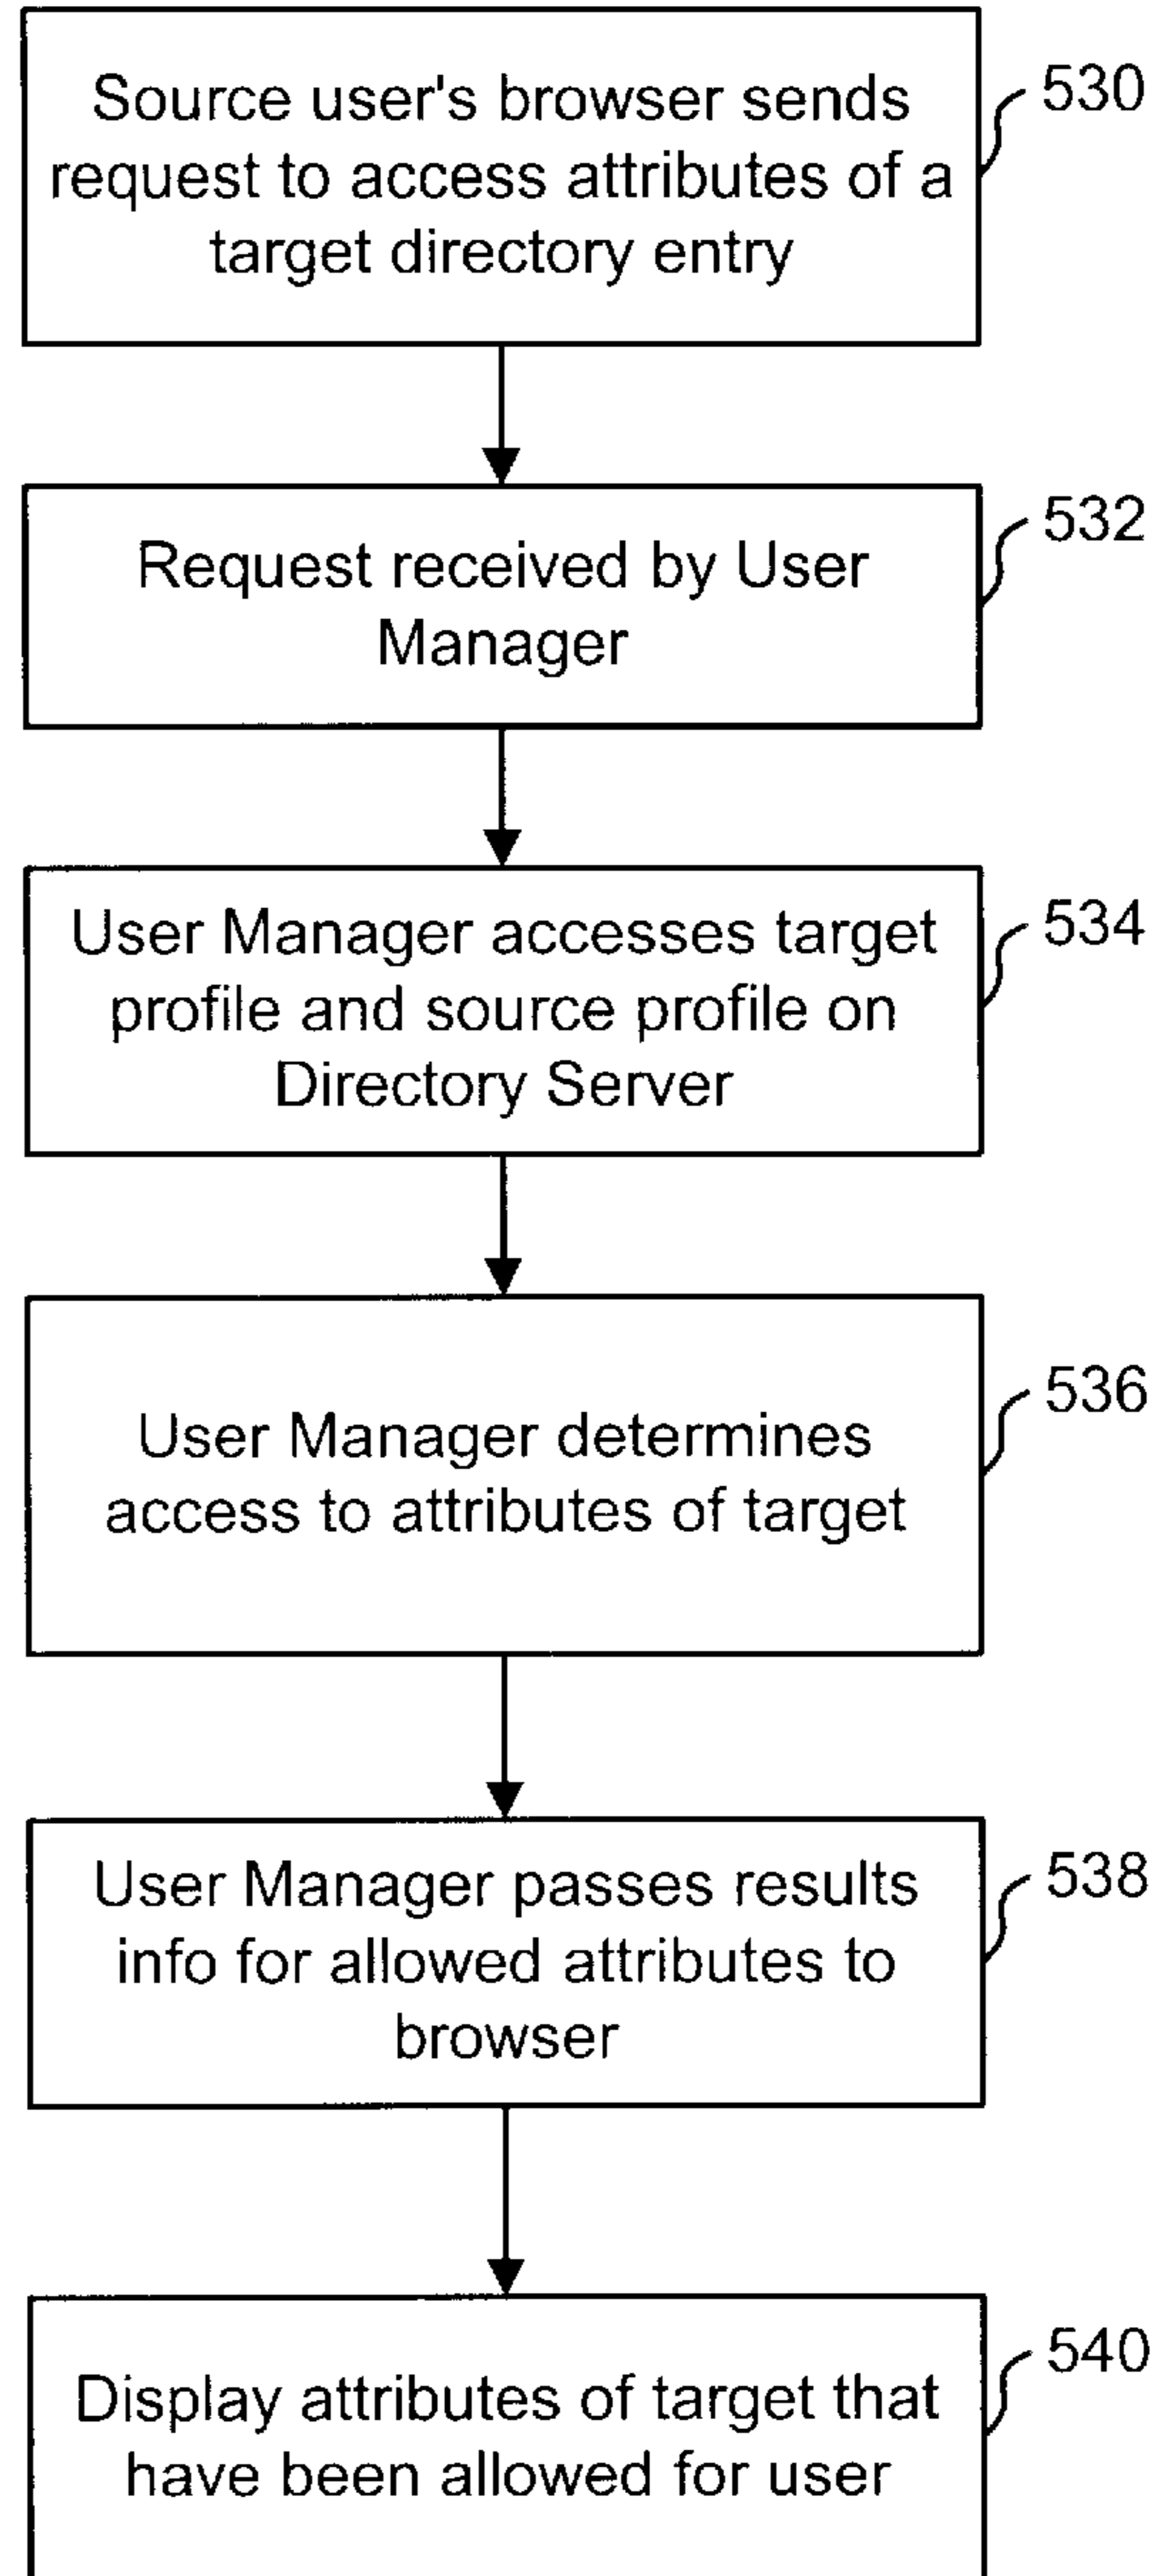 Source user's browser sends
request to access attributes of a
target directory entry
530
Request received by User
Manager
532
User Manager accesses target
profile and source profile on
Directory Server
534
User Manager determines
access to attributes of target
536
User Manager passes results
info for allowed attributes to
browser
538
Display attributes of target that
have been allowed for user
540